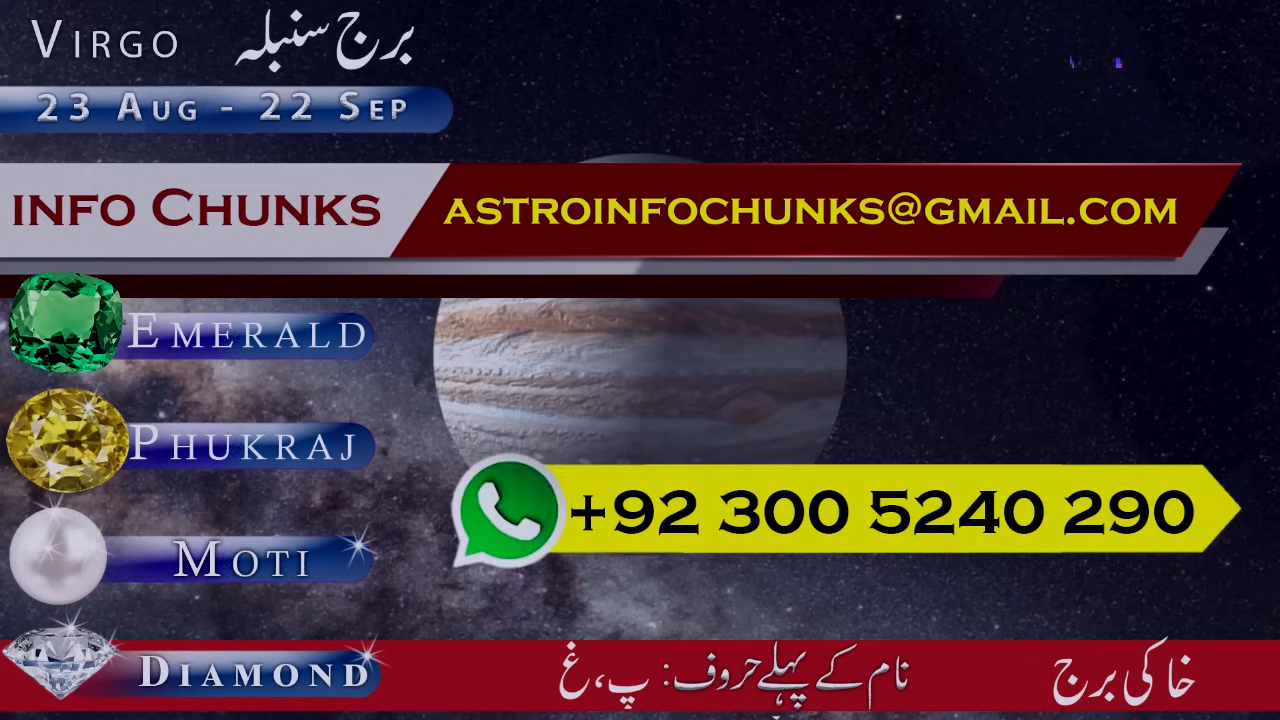 VIRGO برج سنبلہ
23 AUG - 22 SEP
INFO CHUNKS ASTROINFOCHUNKS@GMAIL.COM
EMERALD
PHUKRAJ
+92 300 5240 290
MOTI
DIAMOND
نام کے پہلے حروف: پ، غ
خاکی برج